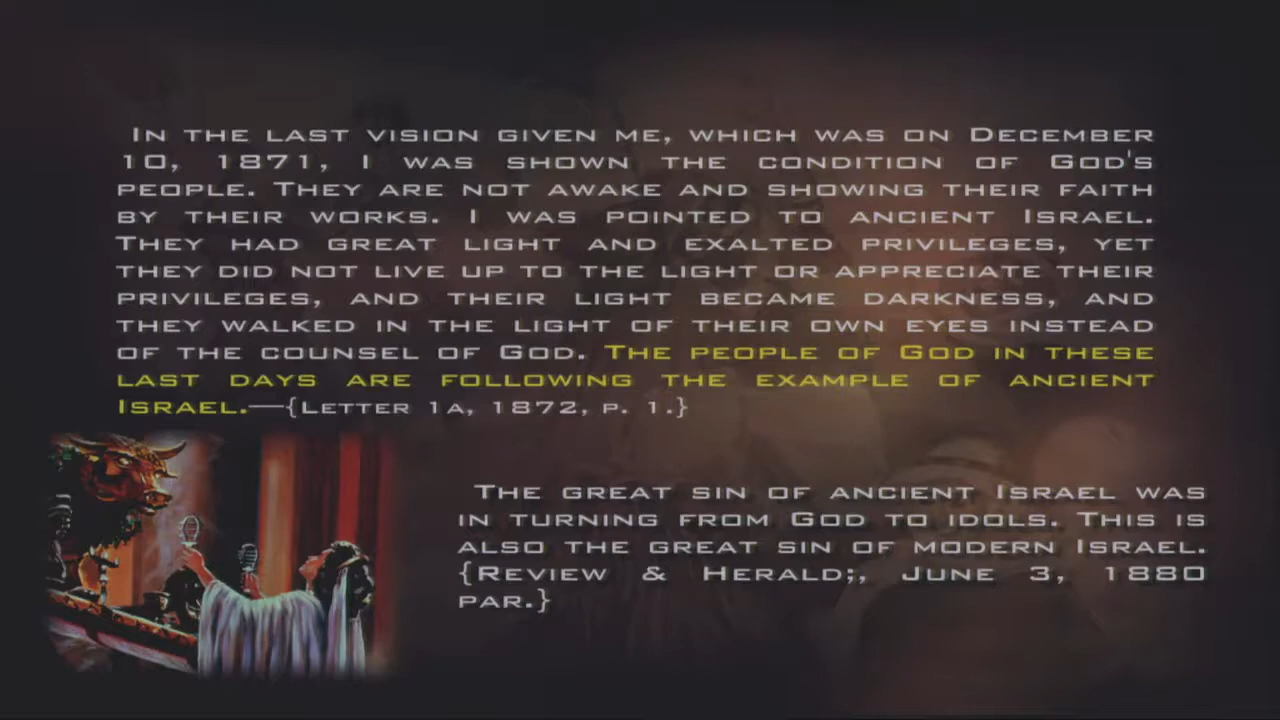 In the last vision given me, which was on December
10, 1871, I was shown the condition of God's
people. They are not awake and showing their faith
by their works. I was pointed to ancient Israel.
They had great light and exalted privileges, yet
they did not live up to the light or appreciate their
privileges, and their light became darkness, and
they walked in the light of their own eyes instead
of the counsel of God. The people of God in these
last days are following the example of ancient
Israel.—{Letter 1a, 1872, p. 1.}
The great sin of ancient Israel was
in turning from God to idols. This is
also the great sin of modern Israel.
{Review & Herald;, June 3, 1880
par.}